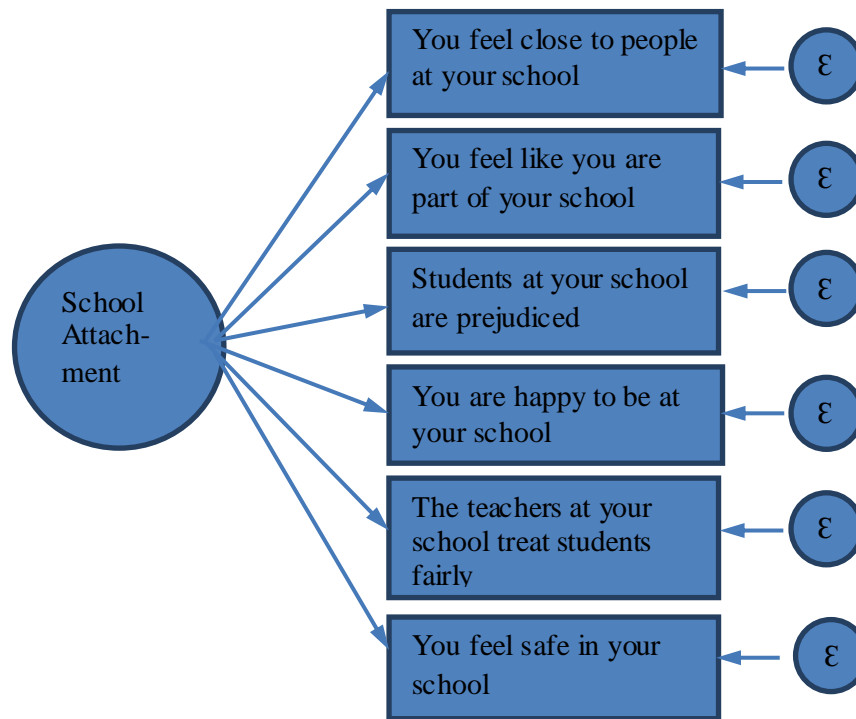 You feel close to people
at your school
ε
You feel like you are
part of your school
ε
Students at your school
are prejudiced
ε
School
Attach-
ment
You are happy to be at
your school
ε
The teachers at your
school treat students
fairly
ε
You feel safe in your
school
ε